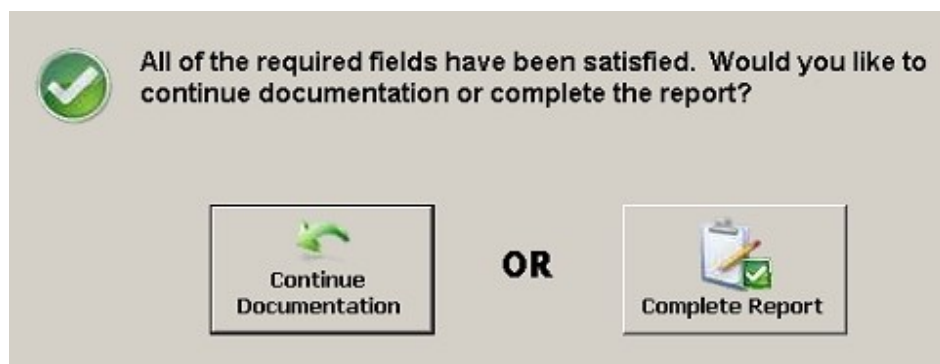 All of the required fields have been satisfied.  Would you like to
continue documentation or complete the report?
Continue
Documentation
OR
Complete Report